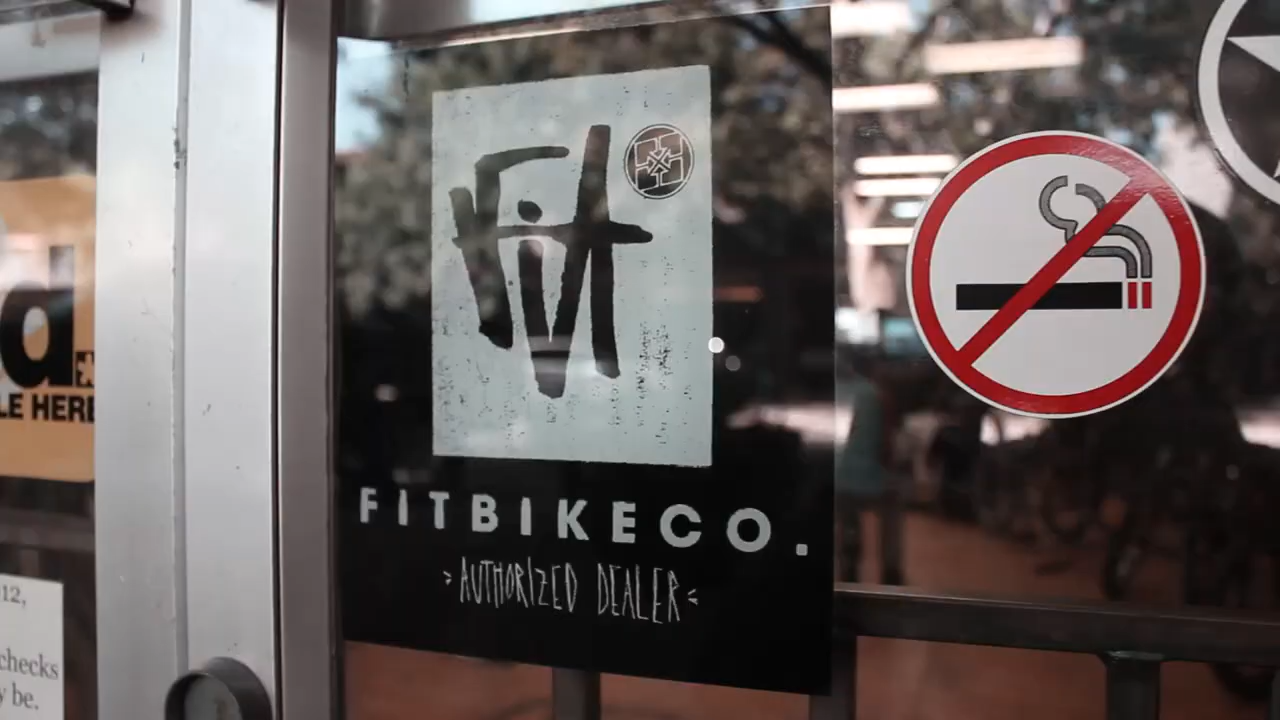 d.
LE HERE
12,
checks
y be.
Fit
FITBIKECO.
>AUTHORIZED DEALER<